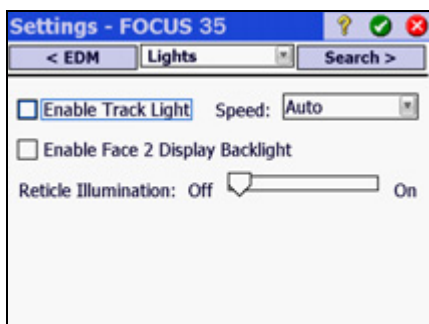 Settings - FOCUS 35 ?
< EDM Lights Search >
Enable Track Light Speed: Auto
Enable Face 2 Display Backlight
Reticle Illumination: Off On